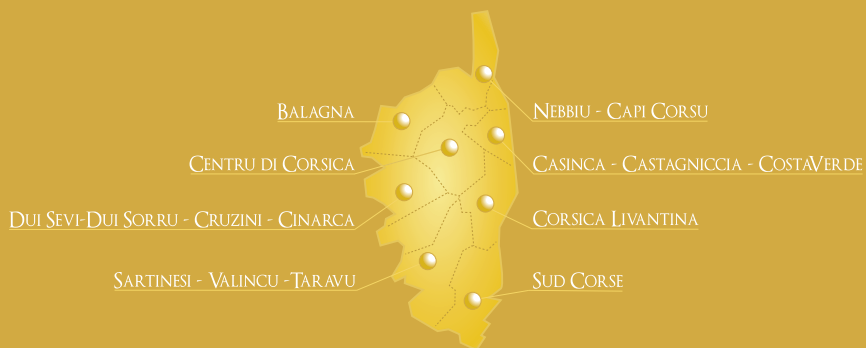 Balagna
Nebbiu - Capi Corsu
Centru di Corsica
Casinca - Castagniccia - CostaVerde
Dui Sevi-Dui Sorru - Cruzini - Cinarca
Corsica Livantina
Sartinesi - Valincu -Taravu
Sud Corse